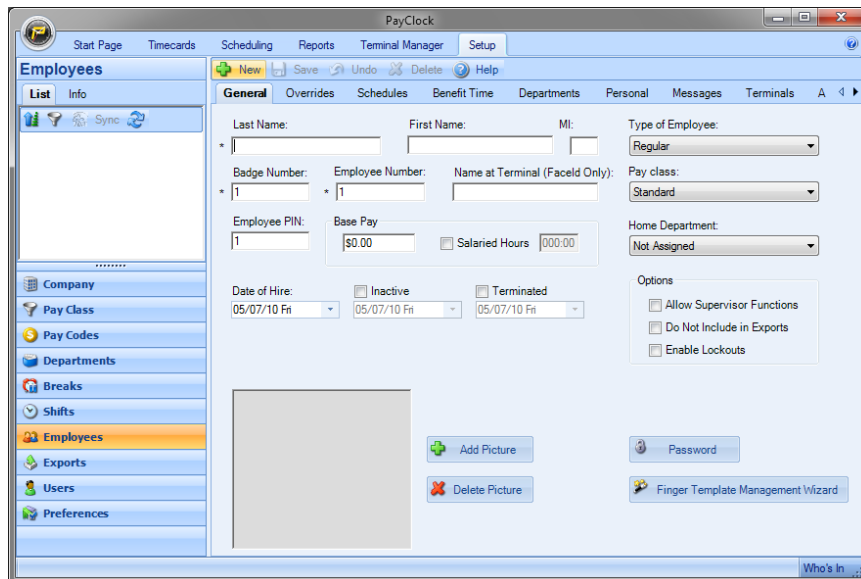 PayClock
Start Page Timecards Scheduling Reports Terminal Manager Setup
Employees
New Save Undo Delete Help
List Info
General Overrides Schedules Benefit Time Departments Personal Messages Terminals A
Sync
Last Name: First Name: MI: Type of Employee:
* Regular
Badge Number: Employee Number: Name at Terminal (FaceId Only): Pay class:
* 1 * 1 Standard
Employee PIN: Base Pay Home Department:
1 $0.00 Salaried Hours 000:00 Not Assigned
Options
Company
Date of Hire: Inactive Terminated
Allow Supervisor Functions
Pay Class
05/07/10 Fri 05/07/10 Fri 05/07/10 Fri
Do Not Include in Exports
Pay Codes
Enable Lockouts
Departments
Breaks
Shifts
Employees
Add Picture Password
Exports
Users
Delete Picture Finger Template Management Wizard
Preferences
Who's In